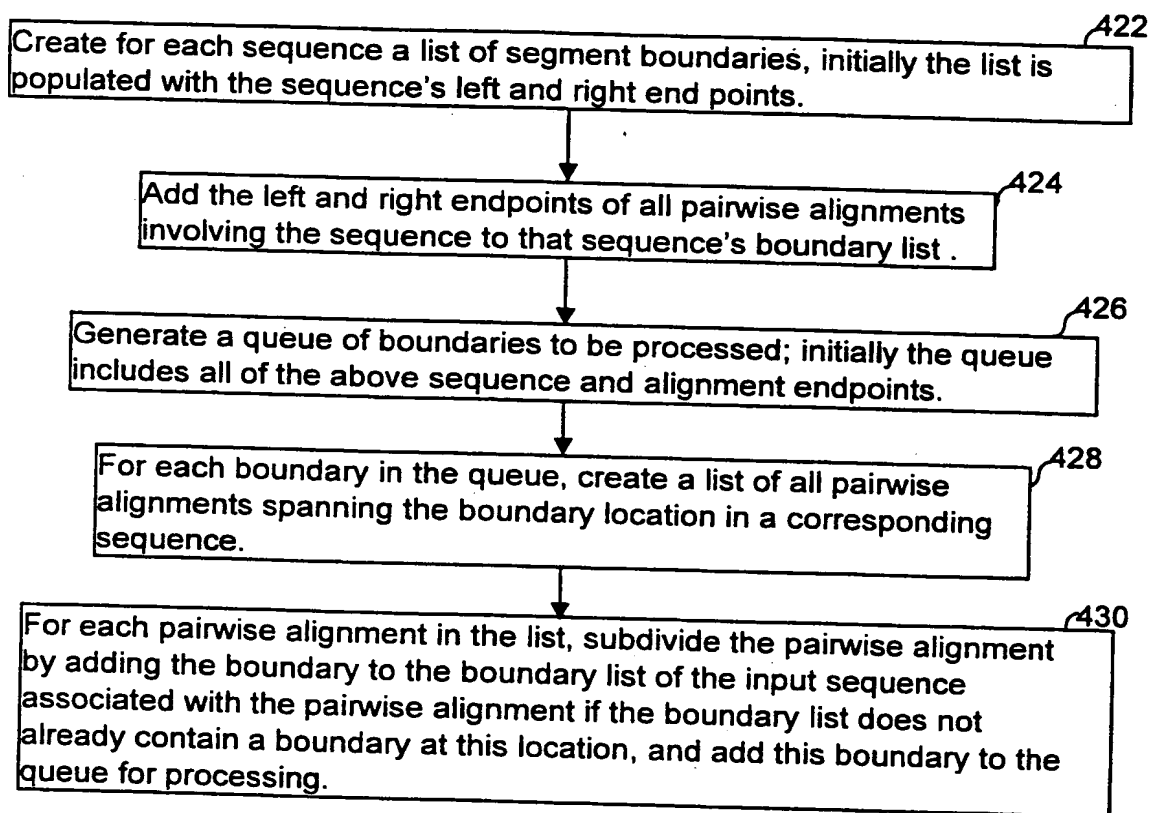 422
Create for each sequence a list of segment boundaries, initially the list is
populated with the sequence's left and right end points.
424
Add the left and right endpoints of all pairwise alignments
involving the sequence to that sequence's boundary list .
426
Generate a queue of boundaries to be processed; initially the queue
includes all of the above sequence and alignment endpoints.
428
For each boundary in the queue, create a list of all pairwise
alignments spanning the boundary location in a corresponding
sequence.
430
For each pairwise alignment in the list, subdivide the pairwise alignment
by adding the boundary to the boundary list of the input sequence
associated with the pairwise alignment if the boundary list does not
already contain a boundary at this location, and add this boundary to the
queue for processing.